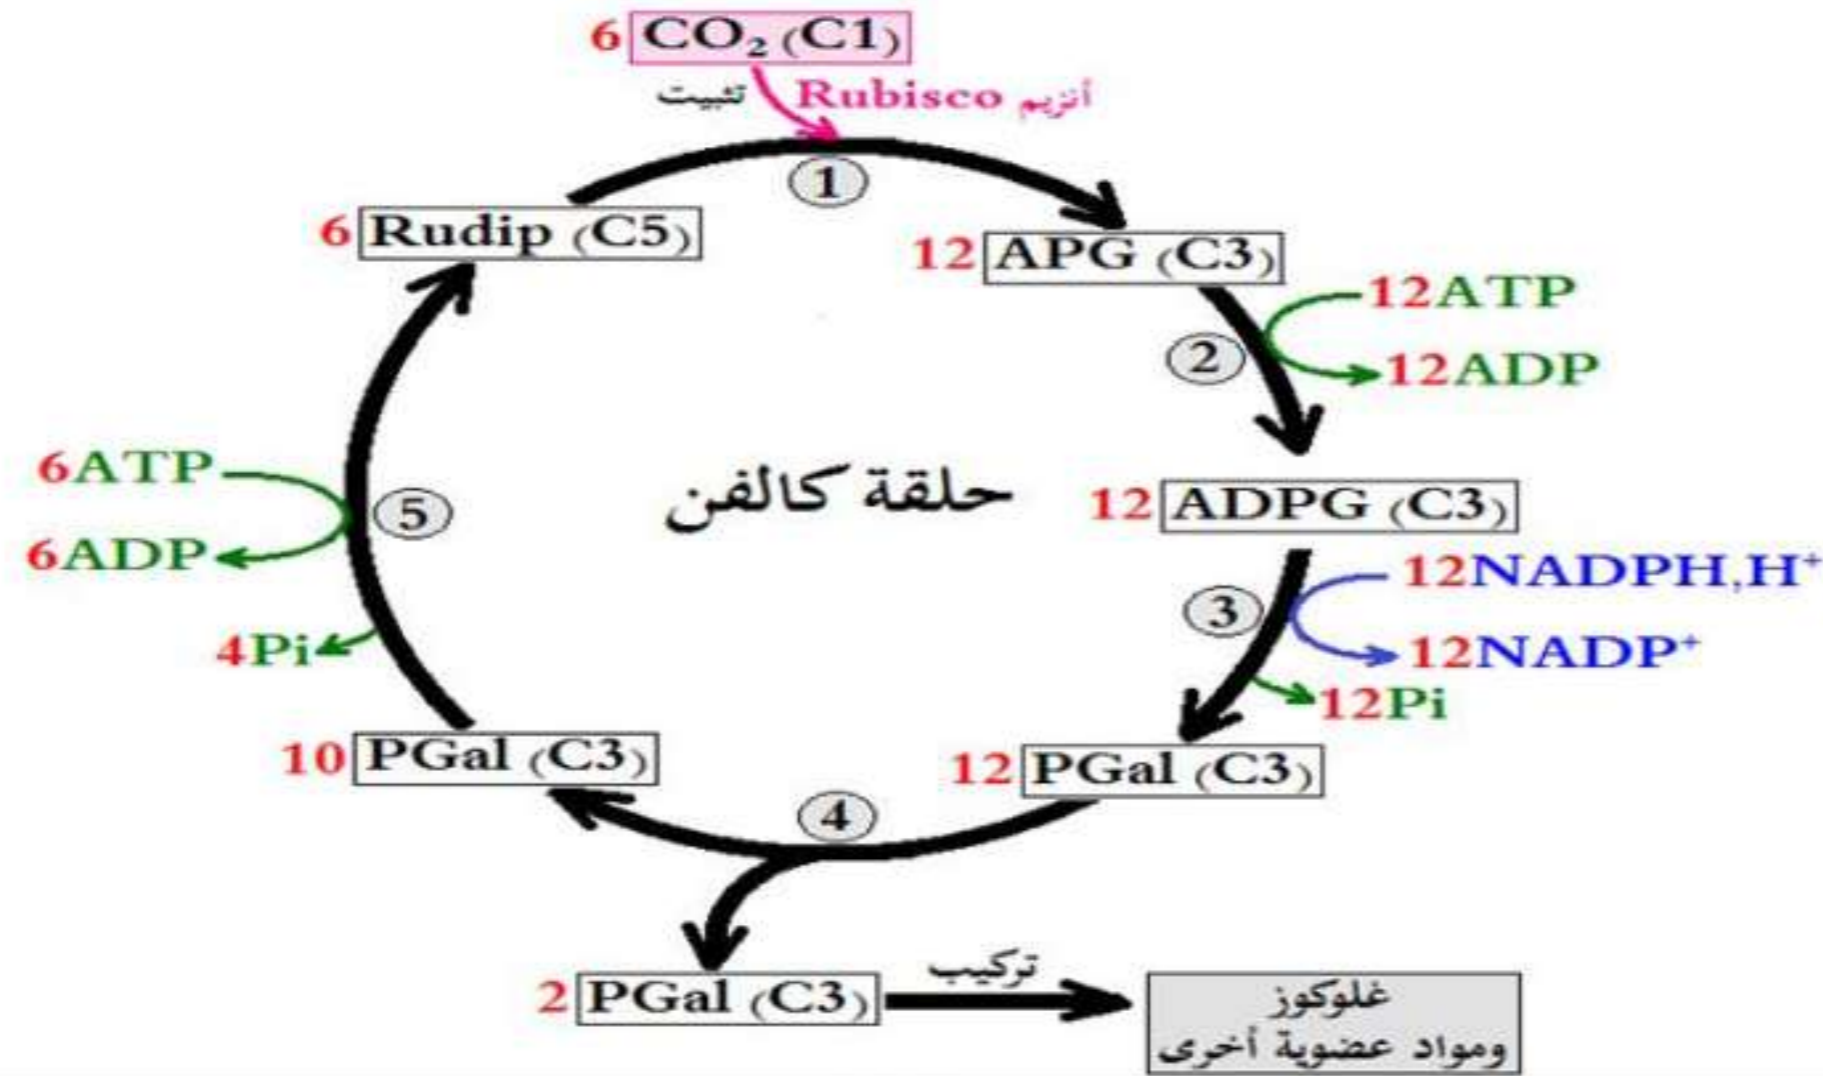 6 CO₂ (C1)
تثبيت
أنزيم Rubisco
1
6 Rudip (C5)
12 APG (C3)
12ATP
2
12ADP
6ATP
5
حلقة كالفن
12 ADPG (C3)
6ADP
12NADPH,H⁺
3
4Pi
12NADP⁺
12Pi
10 PGal (C3)
12 PGal (C3)
4
2 PGal (C3)
تركيب
غلوكوز
ومواد عضوية أخرى